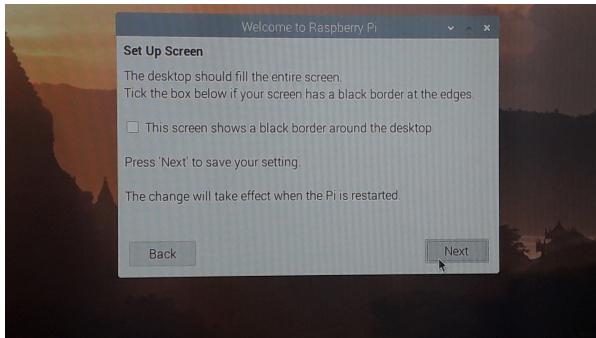 Welcome to Raspberry Pi
Set Up Screen
The desktop should fill the entire screen.
Tick the box below if your screen has a black border at the edges.
This screen shows a black border around the desktop
Press 'Next' to save your setting.
The change will take effect when the Pi is restarted.
Back
Next